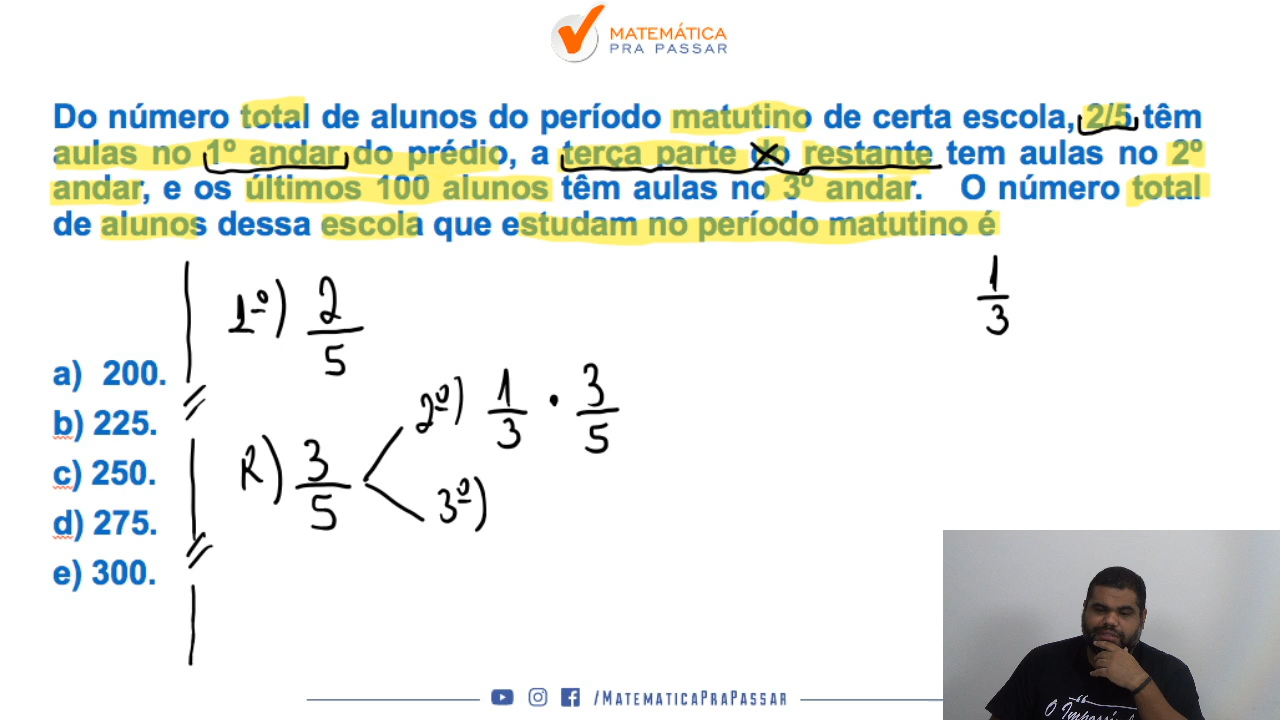 MATEMÁTICA
PRA PASSAR
Do número total de alunos do período matutino de certa escola, 2/5 têm
aulas no 1º andar do prédio, a terça parte do restante tem aulas no 2º
andar, e os últimos 100 alunos têm aulas no 3º andar. O número total
de alunos dessa escola que estudam no período matutino é
1/3
1º) 2/5
a) 200.
2º) 1/3 · 3/5
b) 225.
R) 3/5
c) 250.
3º)
d) 275.
e) 300.
/MATEMATICAPRAPASSAR